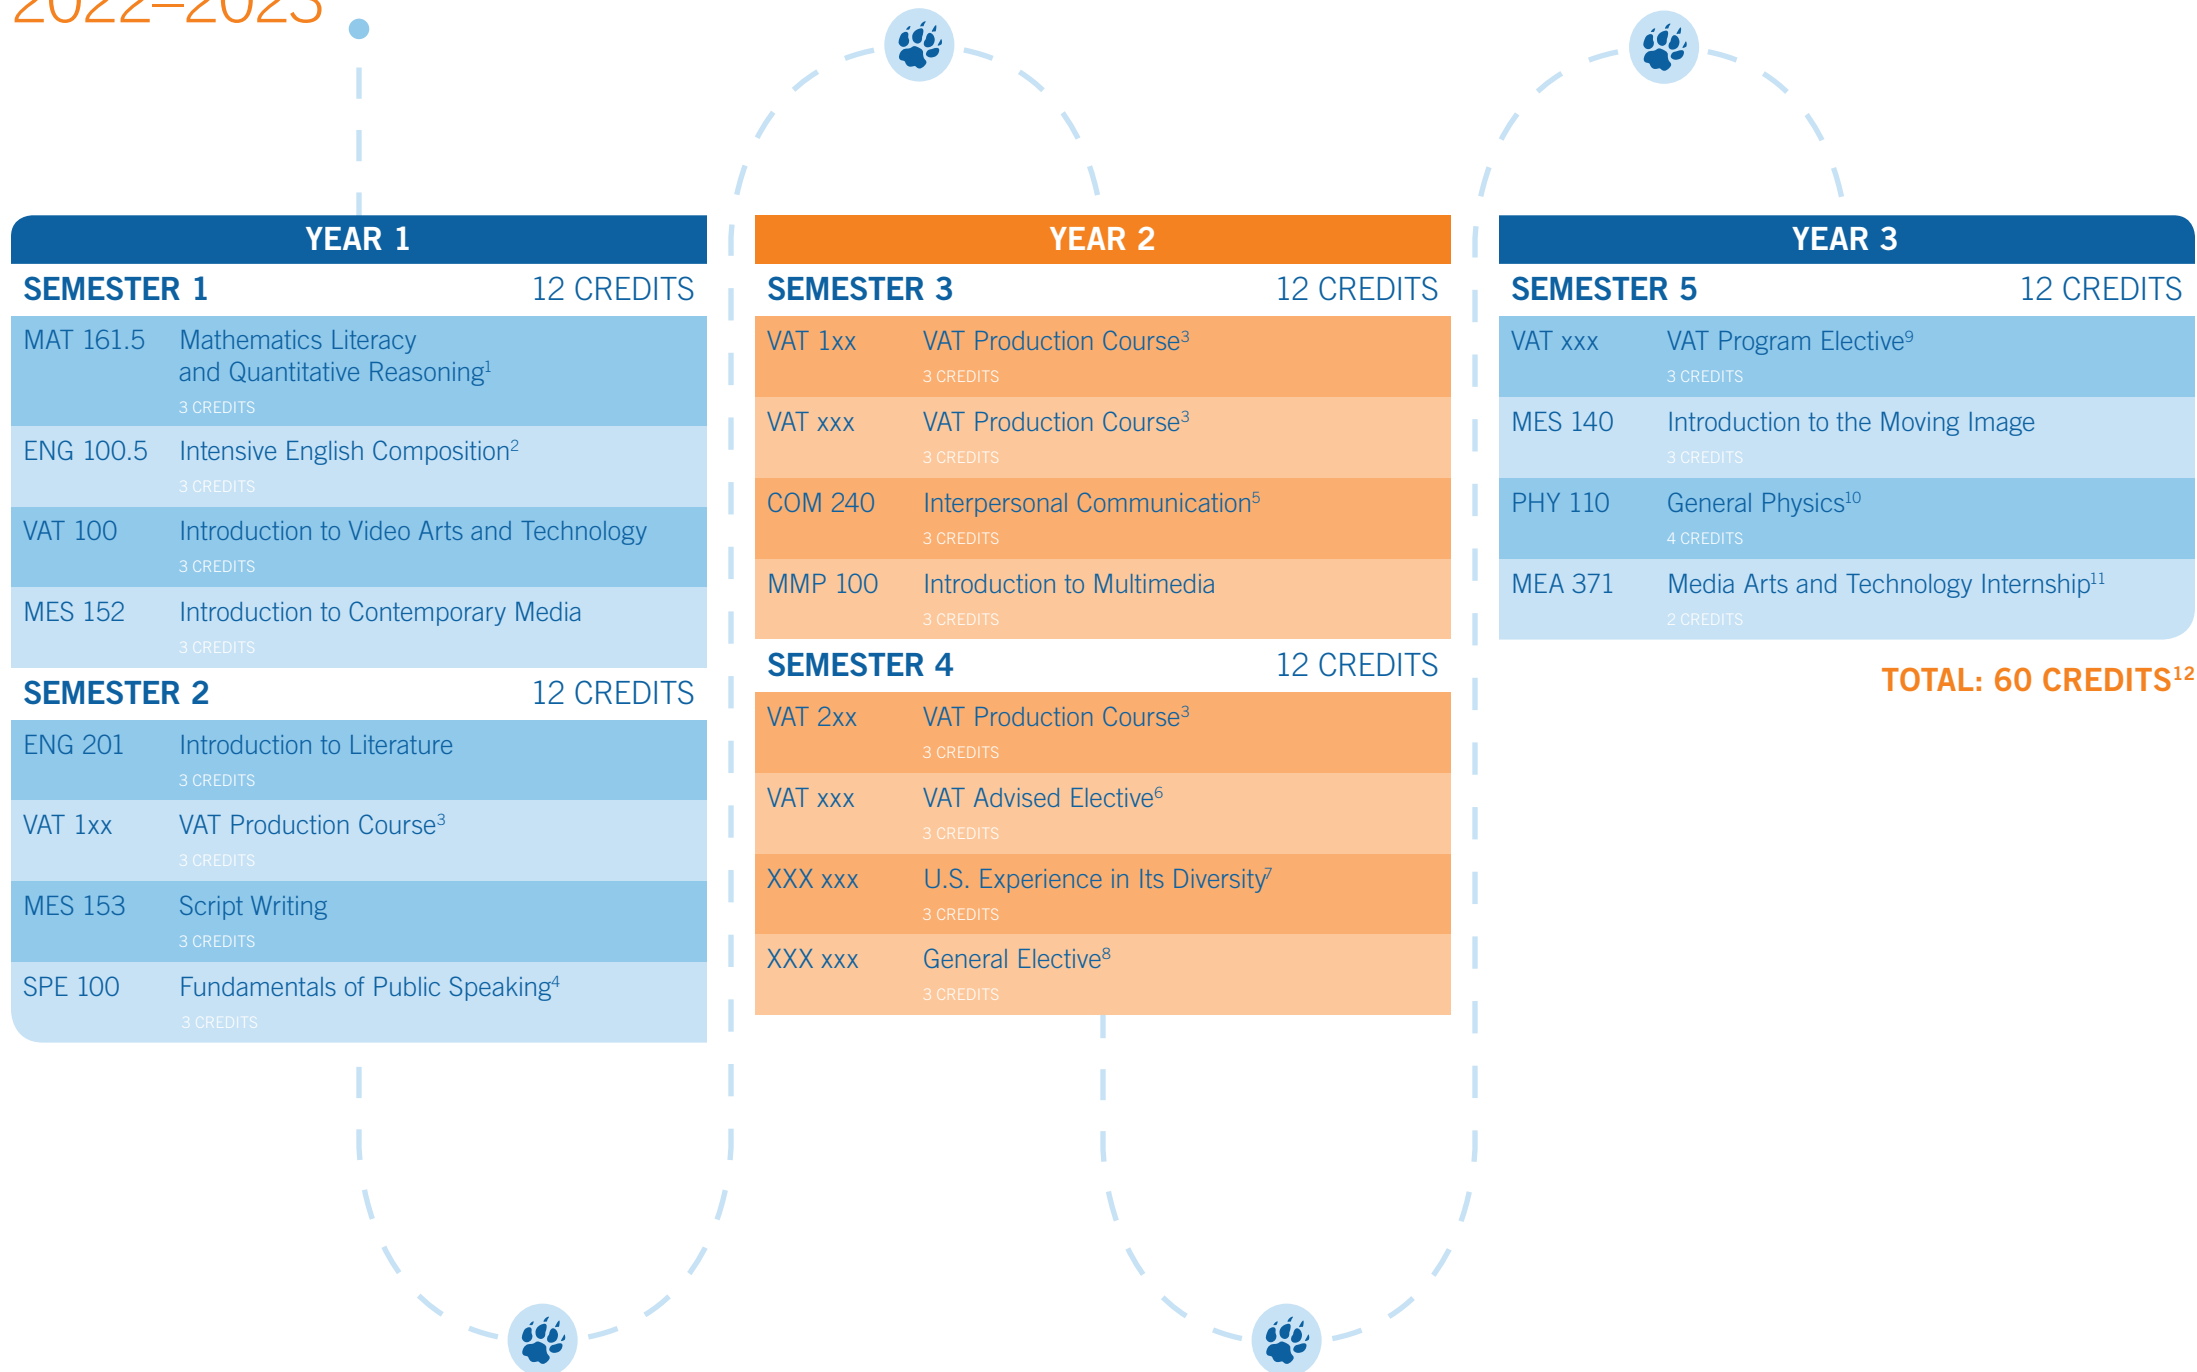 2022–2023
YEAR 1
SEMESTER 1 12 CREDITS
MAT 161.5 Mathematics Literacy
and Quantitative Reasoning¹
3 CREDITS
ENG 100.5 Intensive English Composition²
3 CREDITS
VAT 100 Introduction to Video Arts and Technology
3 CREDITS
MES 152 Introduction to Contemporary Media
3 CREDITS
SEMESTER 2 12 CREDITS
ENG 201 Introduction to Literature
3 CREDITS
VAT 1xx VAT Production Course³
3 CREDITS
MES 153 Script Writing
3 CREDITS
SPE 100 Fundamentals of Public Speaking⁴
3 CREDITS
YEAR 2
SEMESTER 3 12 CREDITS
VAT 1xx VAT Production Course³
3 CREDITS
VAT xxx VAT Production Course³
3 CREDITS
COM 240 Interpersonal Communication⁵
3 CREDITS
MMP 100 Introduction to Multimedia
3 CREDITS
SEMESTER 4 12 CREDITS
VAT 2xx VAT Production Course³
3 CREDITS
VAT xxx VAT Advised Elective⁶
3 CREDITS
XXX xxx U.S. Experience in Its Diversity⁷
3 CREDITS
XXX xxx General Elective⁸
3 CREDITS
YEAR 3
SEMESTER 5 12 CREDITS
VAT xxx VAT Program Elective⁹
3 CREDITS
MES 140 Introduction to the Moving Image
3 CREDITS
PHY 110 General Physics¹⁰
4 CREDITS
MEA 371 Media Arts and Technology Internship¹¹
2 CREDITS
TOTAL: 60 CREDITS¹²